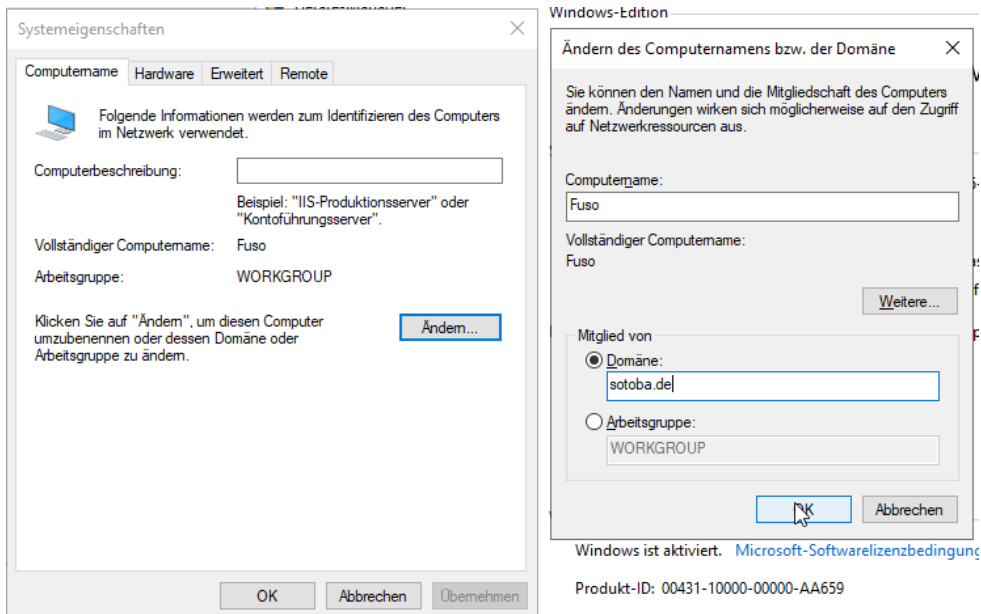 Systemeigenschaften
Computername Hardware Erweitert Remote
Folgende Informationen werden zum Identifizieren des Computers
im Netzwerk verwendet.
Computerbeschreibung:
Beispiel: "IIS-Produktionsserver" oder
"Kontoführungsserver".
Vollständiger Computername: Fuso
Arbeitsgruppe: WORKGROUP
Klicken Sie auf "Ändern", um diesen Computer
umzubenennen oder dessen Domäne oder
Arbeitsgruppe zu ändern.
Ändern...
OK Abbrechen Übernehmen
Windows-Edition
Ändern des Computernamens bzw. der Domäne
Sie können den Namen und die Mitgliedschaft des Computers
ändern. Änderungen wirken sich möglicherweise auf den Zugriff
auf Netzwerkressourcen aus.
Computername:
Fuso
Vollständiger Computername:
Fuso
Weitere...
Mitglied von
Domäne:
sotoba.de
Arbeitsgruppe:
WORKGROUP
OK Abbrechen
Windows ist aktiviert. Microsoft-Softwarelizenzbedingung
Produkt-ID: 00431-10000-00000-AA659